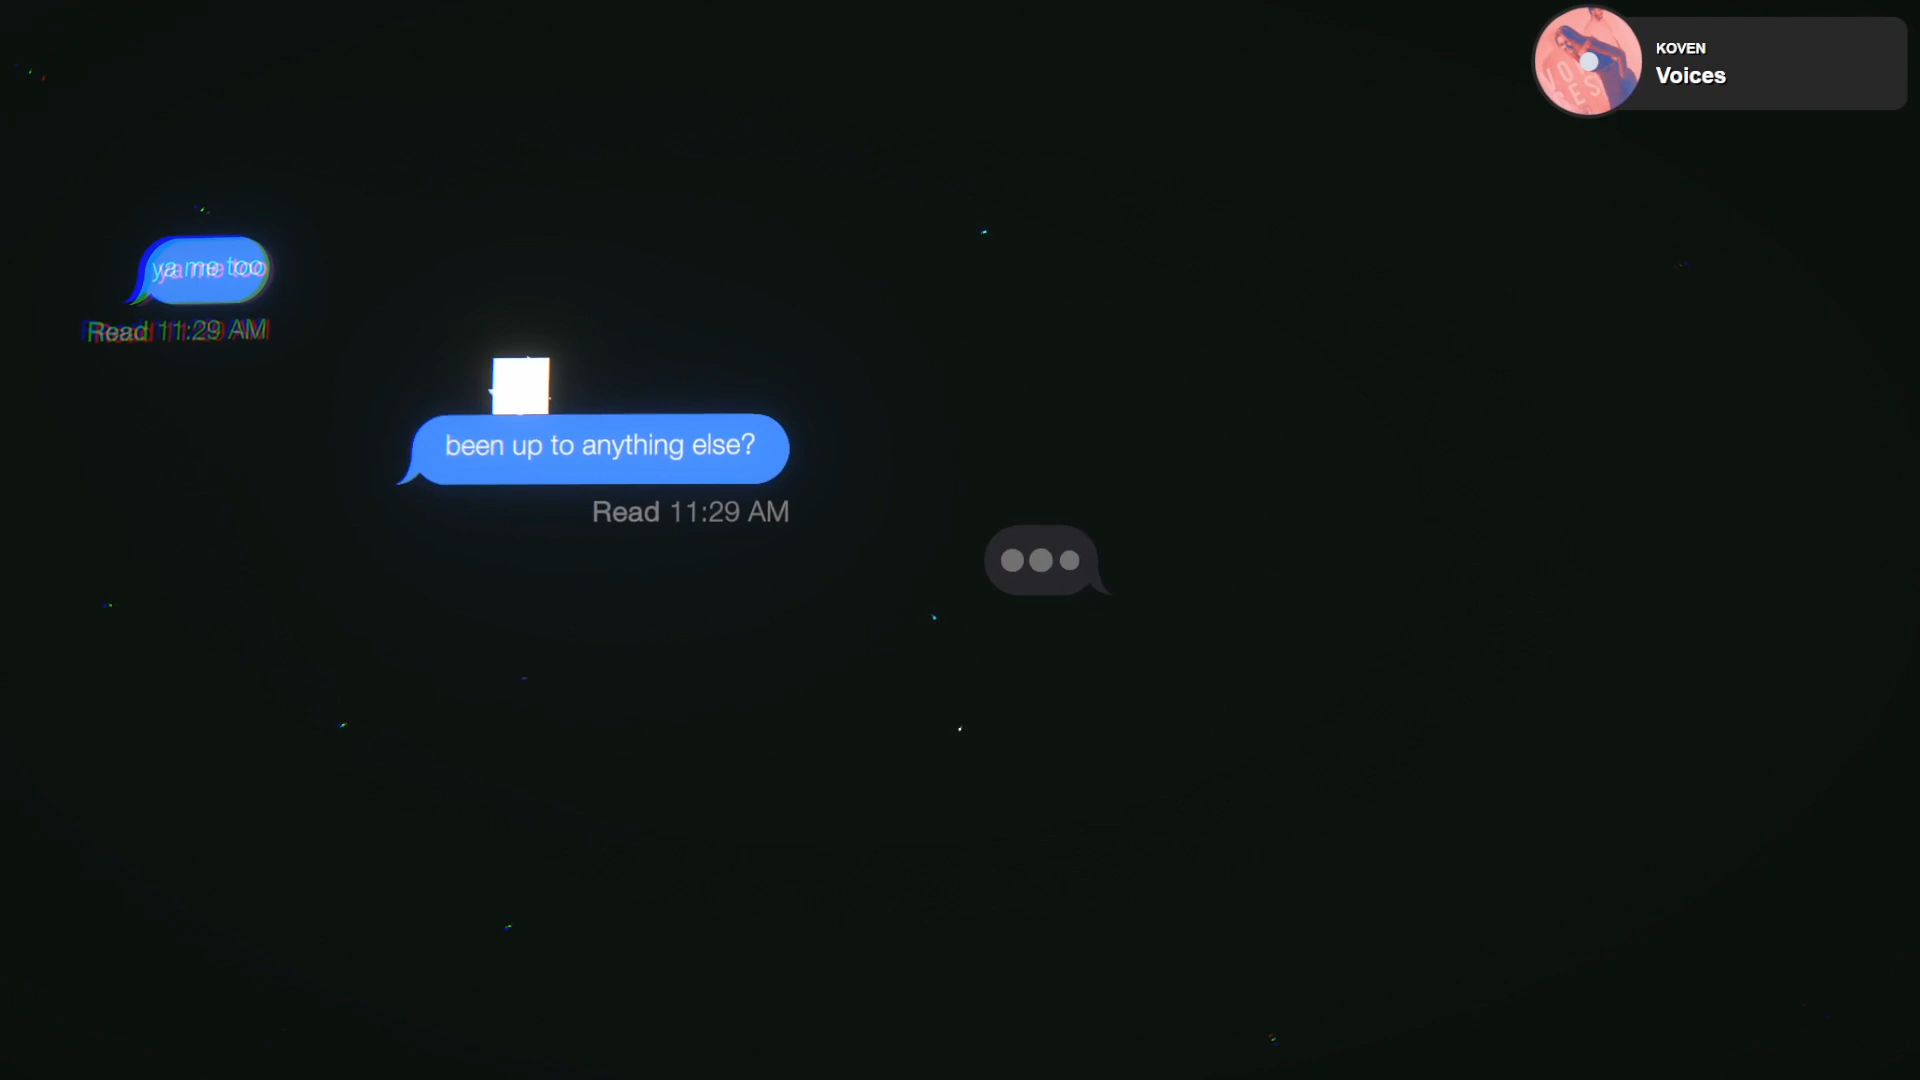 KOVEN
Voices
ya me too
Read 11:29 AM
been up to anything else?
Read 11:29 AM